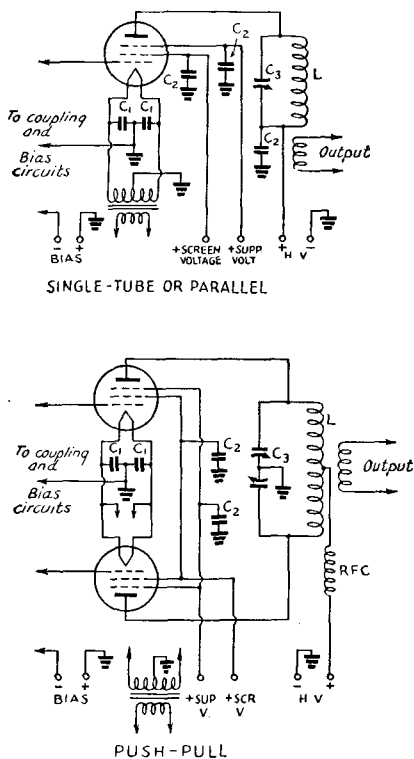 C2
C2
C3
L
C1 C1
To coupling
and
Bias
circuits
C2
Output
- +
BIAS
+SCREEN
VOLTAGE
+SUPP
VOLT
+ -
H V
SINGLE-TUBE OR PARALLEL
L
C2
C3
To coupling
and
Bias
circuits
C1 C1
C2
Output
RFC
- +
BIAS
+SUP
V.
+SCR
V
- +
H V
PUSH-PULL